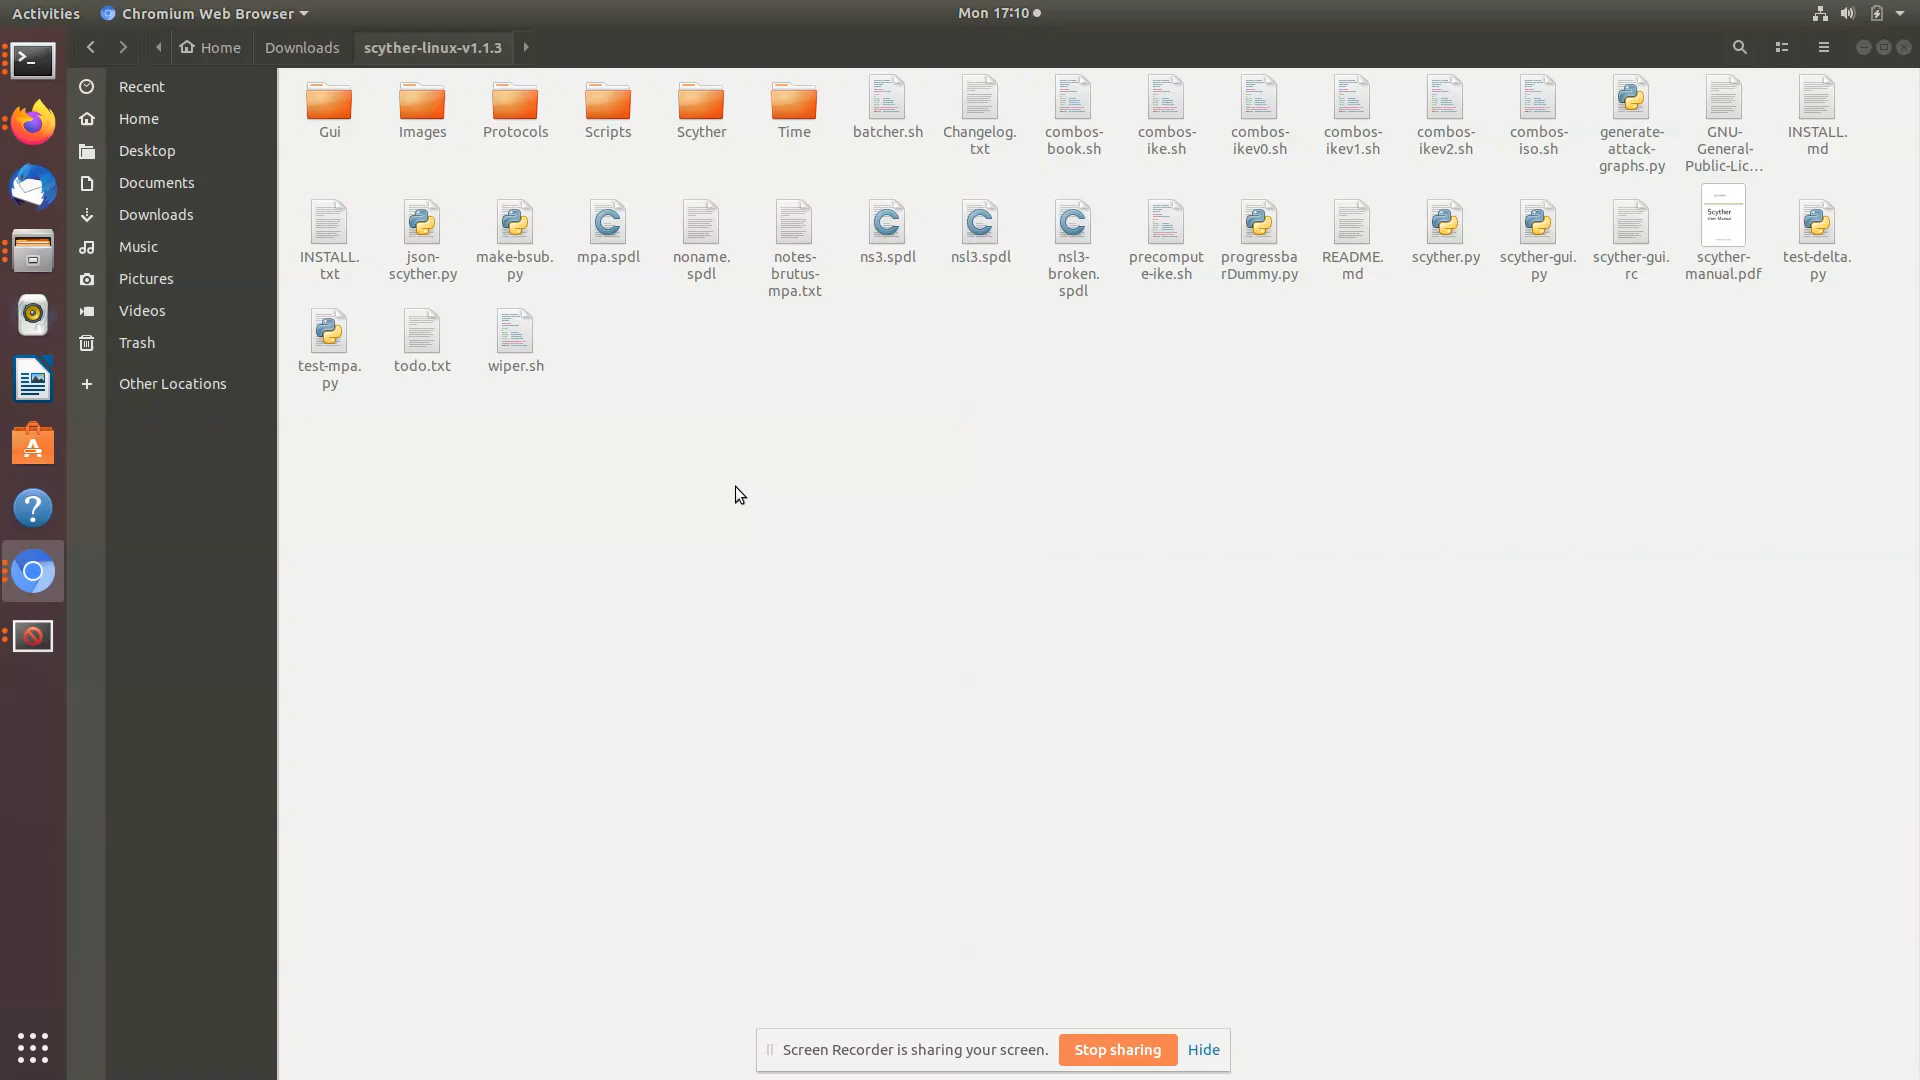 Activities
Chromium Web Browser
Mon 17:10
Home
Downloads
scyther-linux-v1.1.3
Recent
Home
Desktop
Documents
Downloads
Music
Pictures
Videos
Trash
Other Locations
Gui
Images
Protocols
Scripts
Scyther
Time
batcher.sh
Changelog.
txt
combos-
book.sh
combos-
ike.sh
combos-
ikev0.sh
combos-
ikev1.sh
combos-
ikev2.sh
combos-
iso.sh
generate-
attack-
graphs.py
GNU-
General-
Public-Lic...
INSTALL.
md
INSTALL.
txt
json-
scyther.py
make-bsub.
py
mpa.spdl
noname.
spdl
notes-
brutus-
mpa.txt
ns3.spdl
nsl3.spdl
nsl3-
broken.
spdl
precomput
e-ike.sh
progressba
rDummy.py
README.
md
scyther.py
scyther-gui.
py
scyther-gui.
rc
Scyther
User Manual
scyther-
manual.pdf
test-delta.
py
test-mpa.
py
todo.txt
wiper.sh
Screen Recorder is sharing your screen.
Stop sharing
Hide